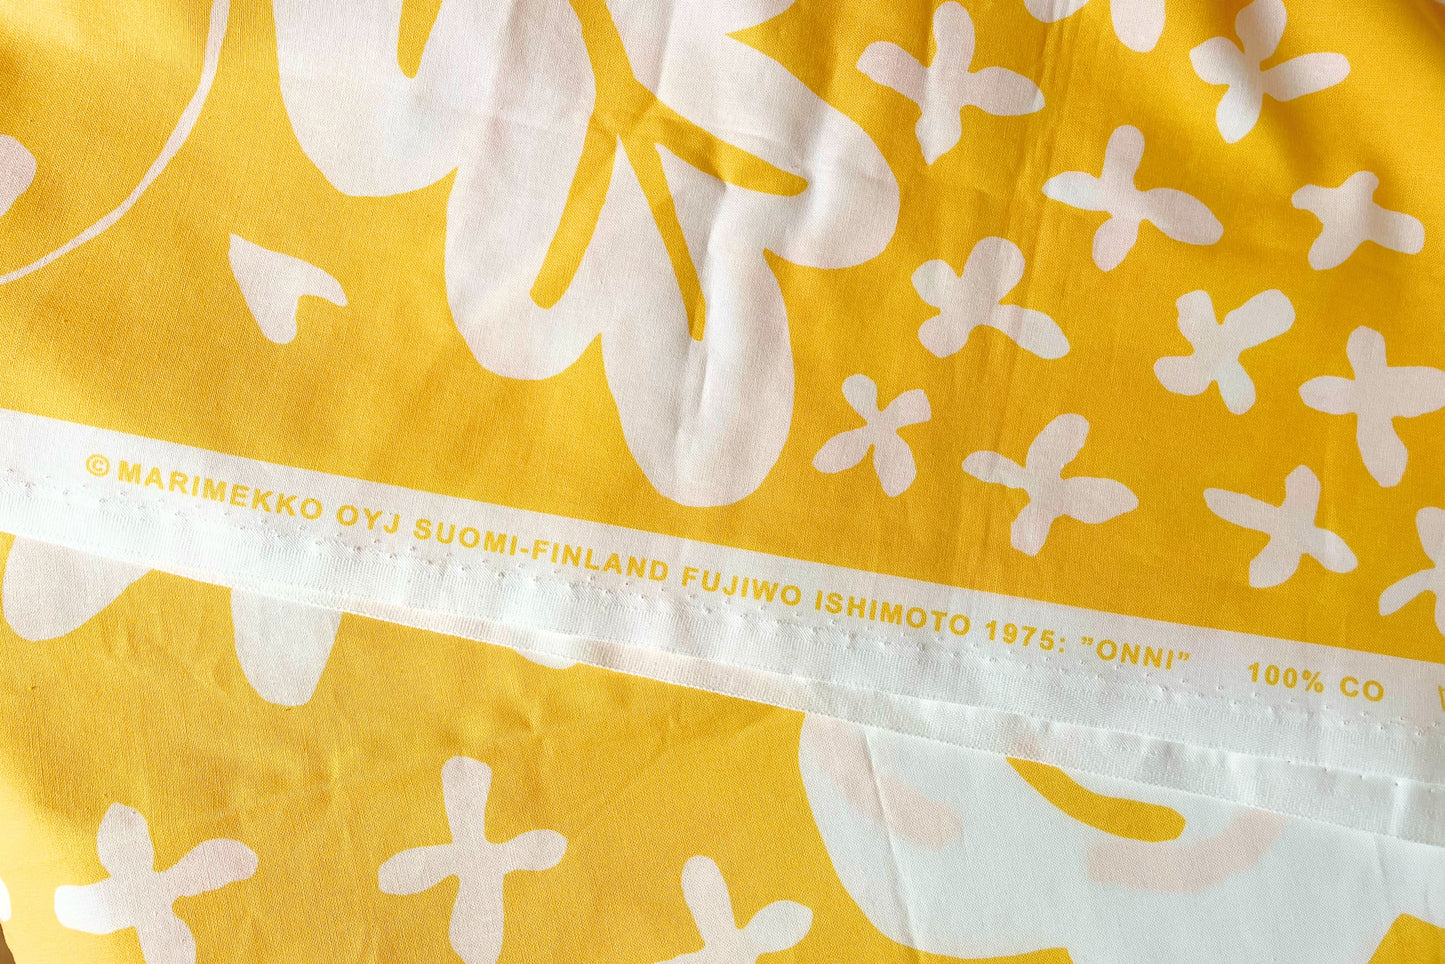 © MARIMEKKO OYJ SUOMI-FINLAND FUJIWO ISHIMOTO 1975: ”ONNI” 100% CO